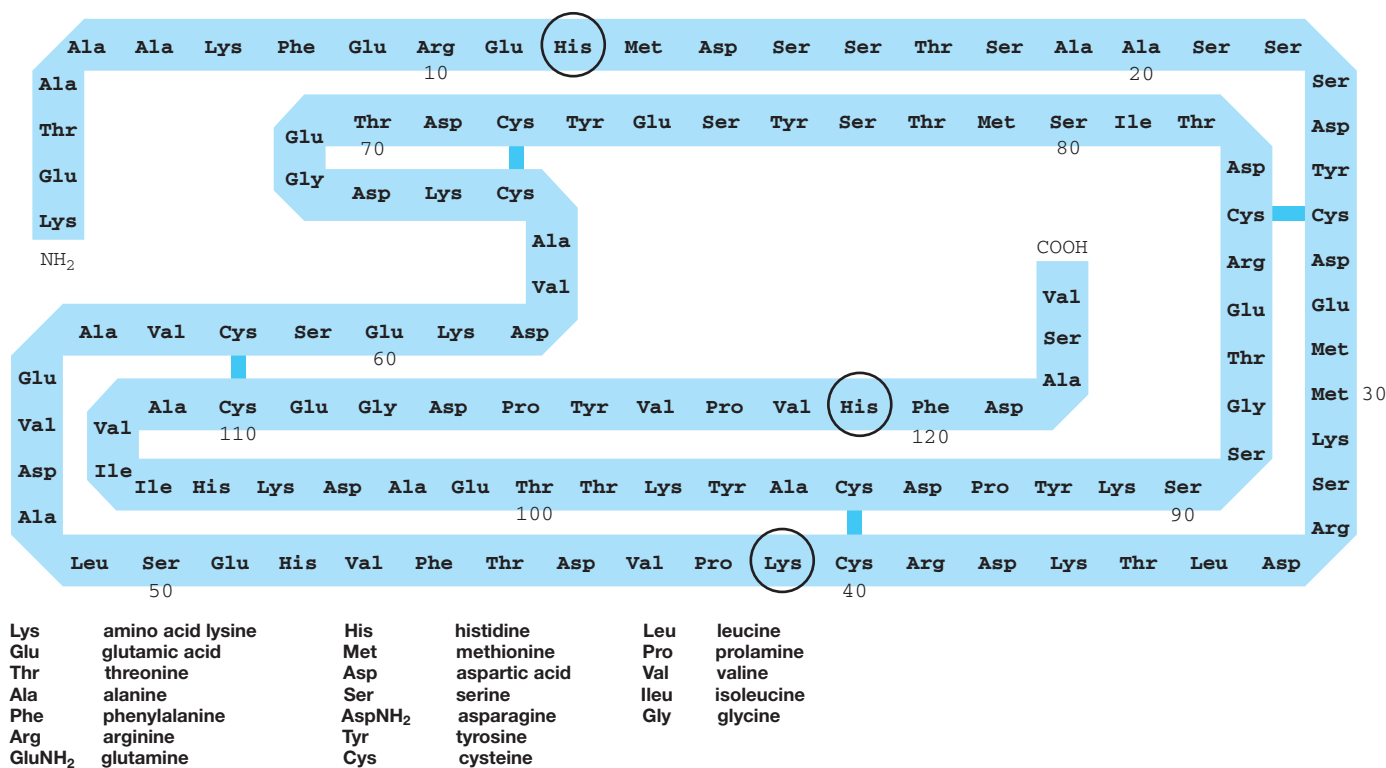 Ala Ala Lys Phe Glu Arg Glu His Met Asp Ser Ser Thr Ser Ala Ala Ser Ser
10 20
Ala
Thr
Glu
Lys
NH2
Ser
Asp
Tyr
Cys
Asp
Glu
Met
Met 30
Lys
Ser
Arg
Glu Thr Asp Cys Tyr Glu Ser Tyr Ser Thr Met Ser Ile Thr
70 80
Gly Asp Lys Cys
Asp
Cys
Arg
Glu
Thr
Gly
Ser
Ala
Val
COOH
Val
Ser
Ala
Ala Val Cys Ser Glu Lys Asp
60
Glu
Val
Asp
Ala
Val Ala Cys Glu Gly Asp Pro Tyr Val Pro Val His Phe Asp
110 120
Ile Ile His Lys Asp Ala Glu Thr Thr Lys Tyr Ala Cys Asp Pro Tyr Lys Ser
100 90
Leu Ser Glu His Val Phe Thr Asp Val Pro Lys Cys Arg Asp Lys Thr Leu Asp
50 40
Lys amino acid lysine His histidine Leu leucine
Glu glutamic acid Met methionine Pro prolamine
Thr threonine Asp aspartic acid Val valine
Ala alanine Ser serine Ileu isoleucine
Phe phenylalanine AspNH2 asparagine Gly glycine
Arg arginine Tyr tyrosine
GluNH2 glutamine Cys cysteine